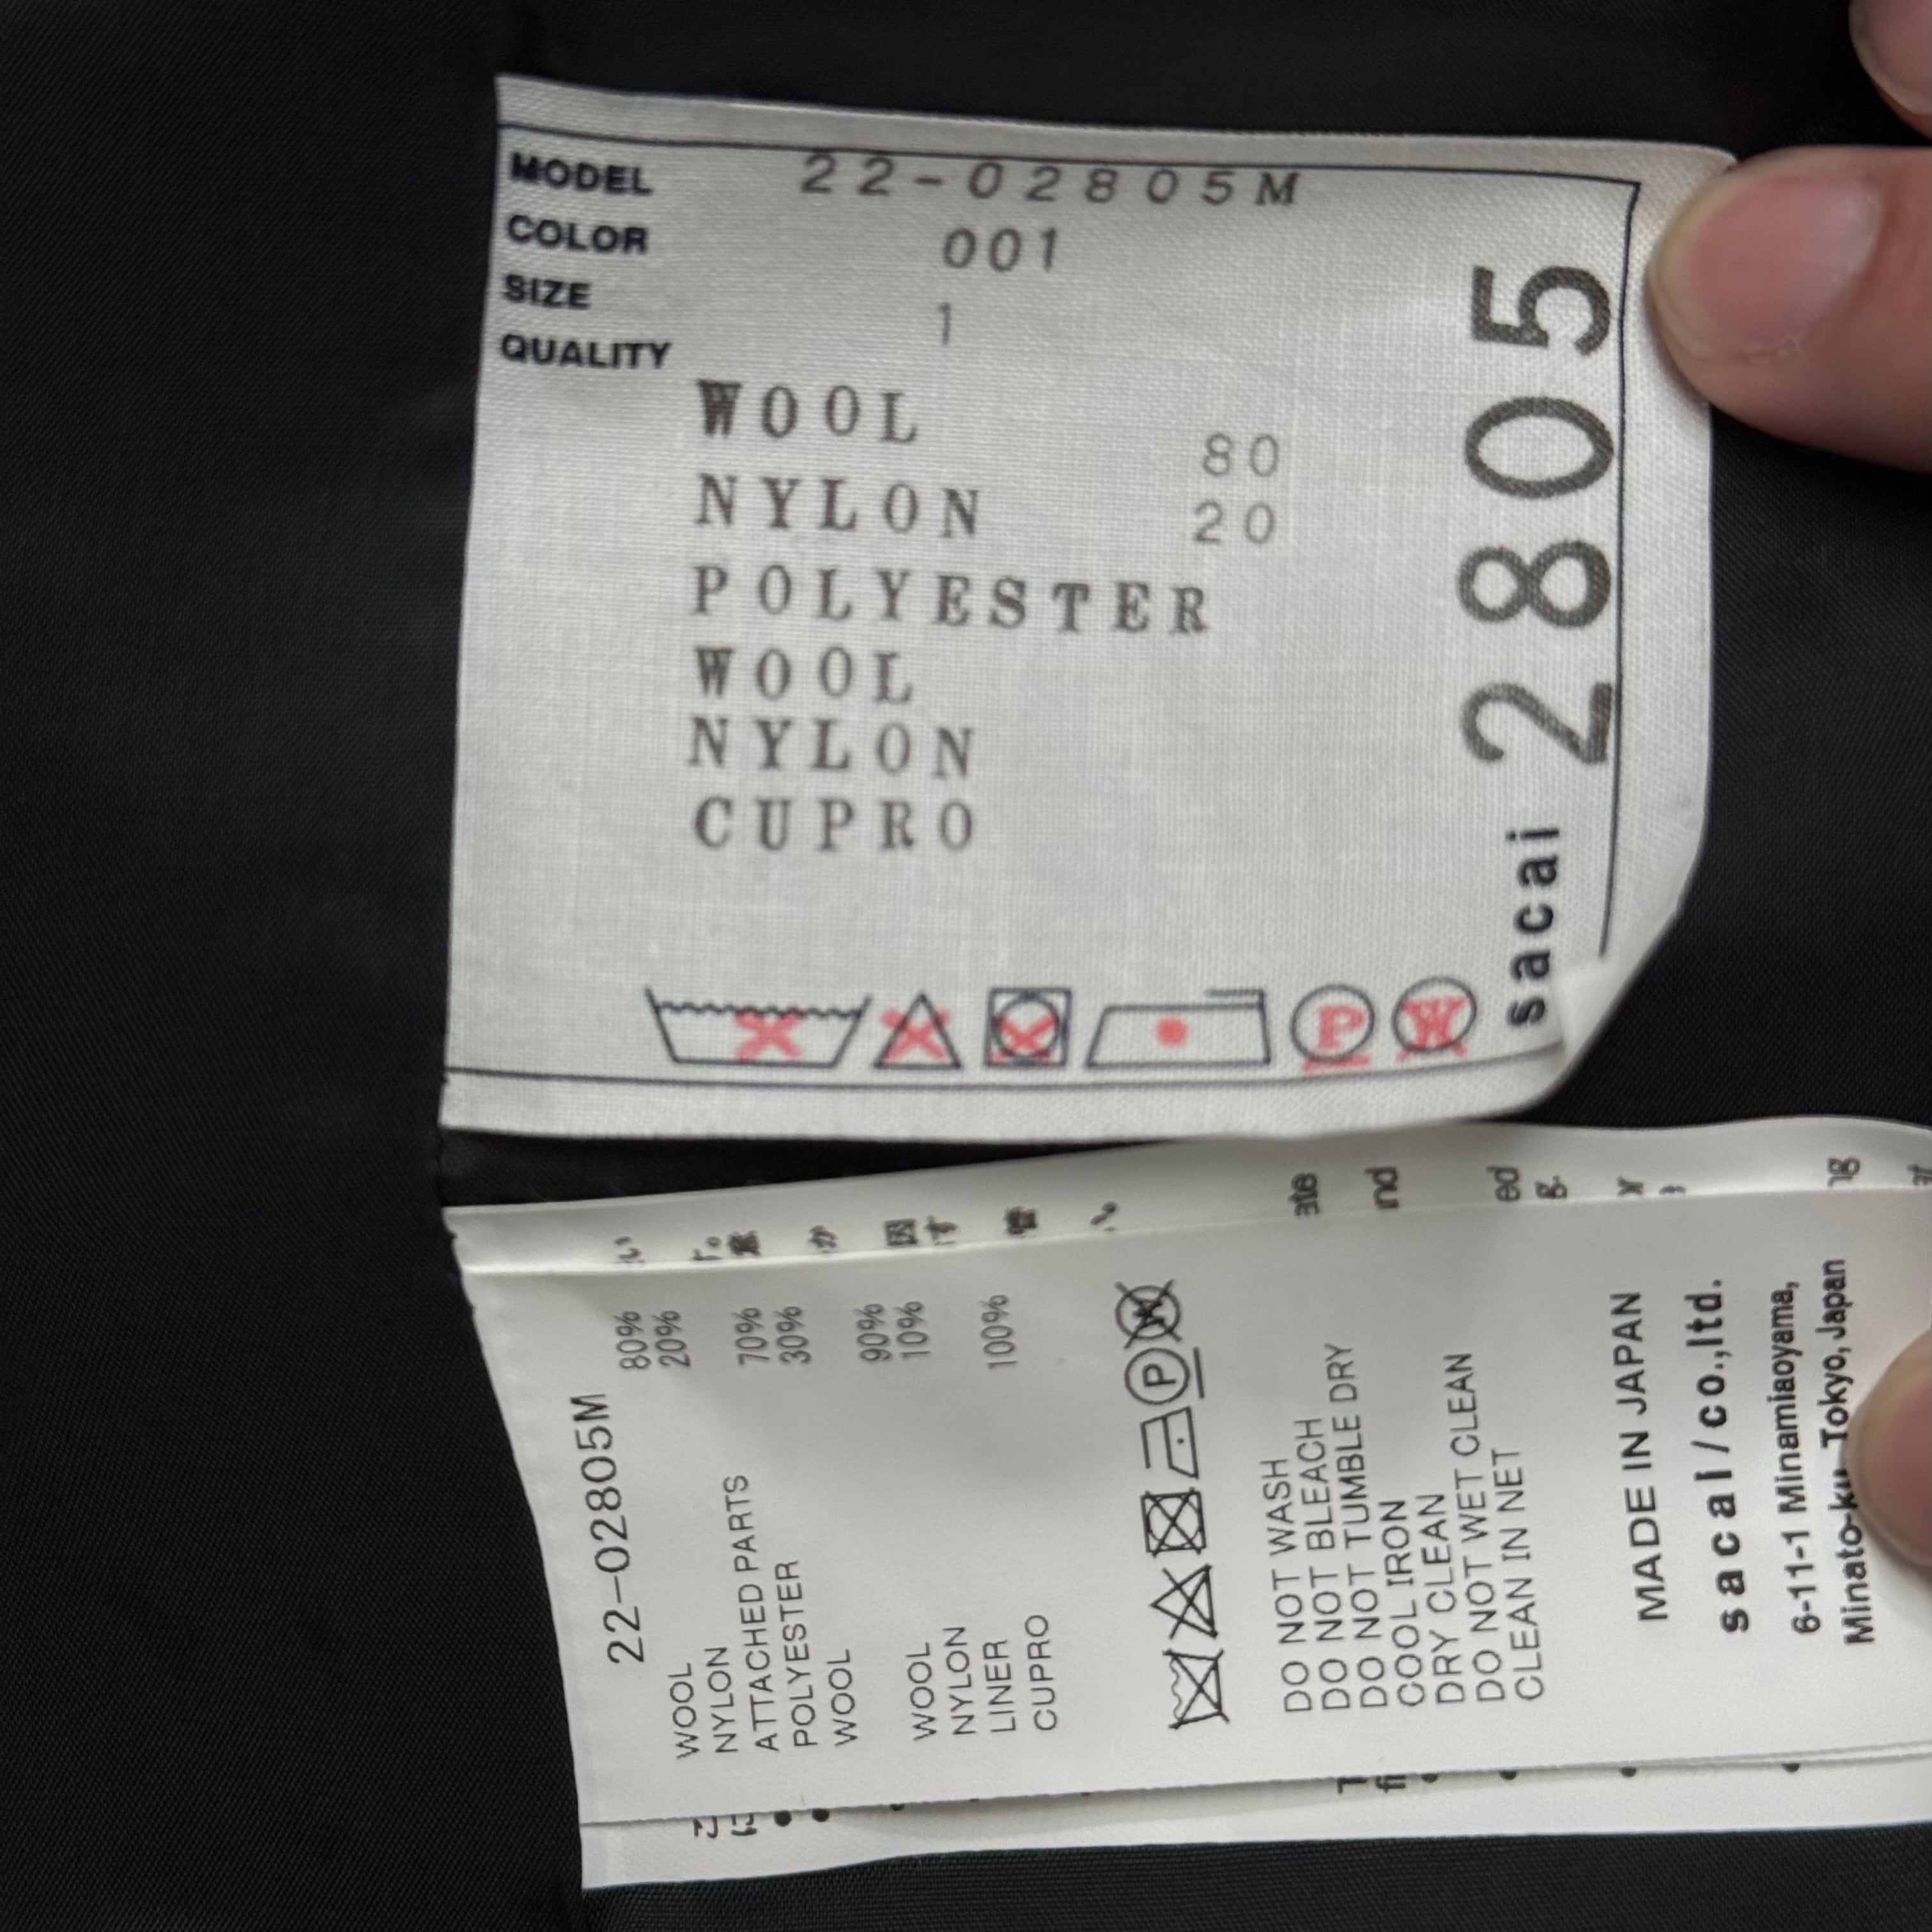 MODEL 22-02805M
COLOR 001
SIZE 1
QUALITY
WOOL 80
NYLON 20
POLYESTER
WOOL
NYLON
CUPRO
P W
sacai 2805
22-02805M
WOOL 80%
NYLON 20%
ATTACHED PARTS
POLYESTER 70%
WOOL 30%
WOOL 90%
NYLON 10%
LINER
CUPRO 100%
P W
DO NOT WASH
DO NOT BLEACH
DO NOT TUMBLE DRY
COOL IRON
DRY CLEAN
DO NOT WET CLEAN
CLEAN IN NET
MADE IN JAPAN
sacai/co.,ltd.
6-11-1 Minamiaoyama,
Minato-ku, Tokyo, Japan